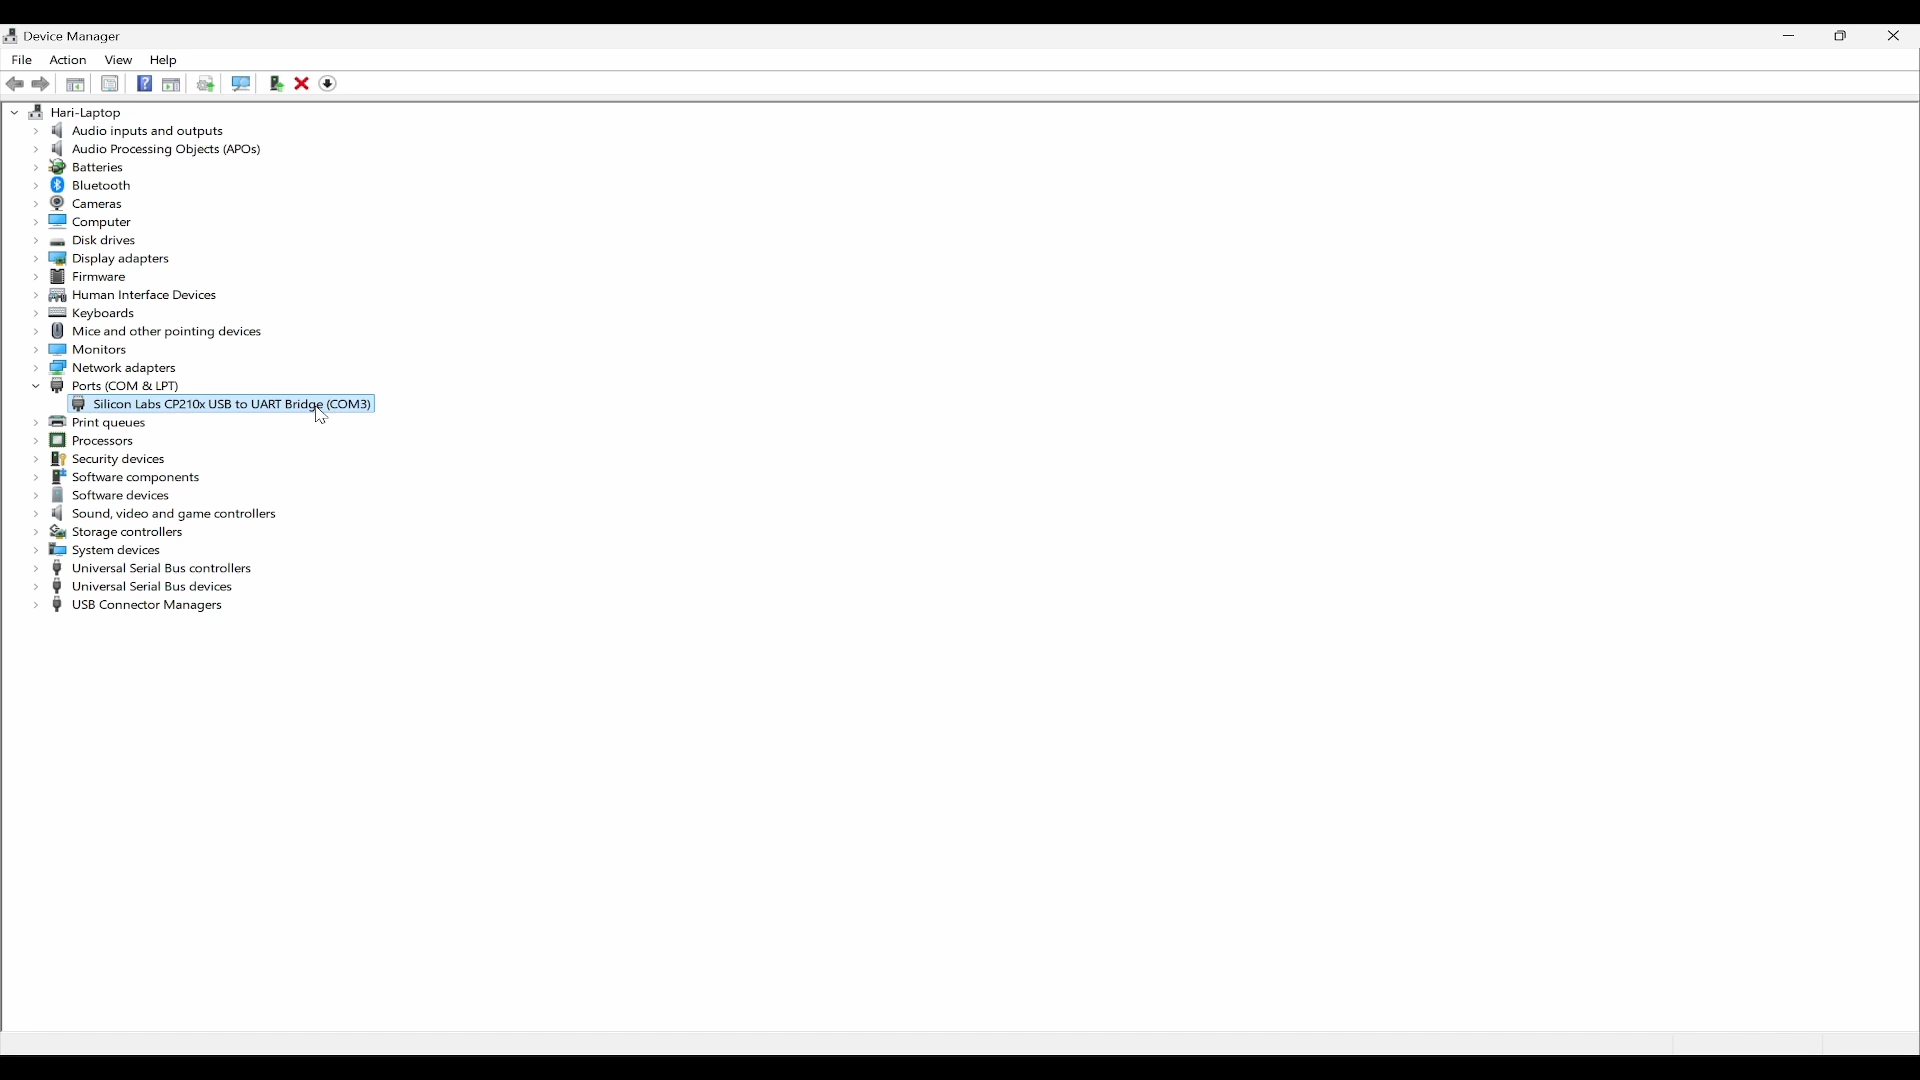 Device Manager
File Action View Help
Hari-Laptop
Audio inputs and outputs
Audio Processing Objects (APOs)
Batteries
Bluetooth
Cameras
Computer
Disk drives
Display adapters
Firmware
Human Interface Devices
Keyboards
Mice and other pointing devices
Monitors
Network adapters
Ports (COM & LPT)
Silicon Labs CP210x USB to UART Bridge (COM3)
Print queues
Processors
Security devices
Software components
Software devices
Sound, video and game controllers
Storage controllers
System devices
Universal Serial Bus controllers
Universal Serial Bus devices
USB Connector Managers